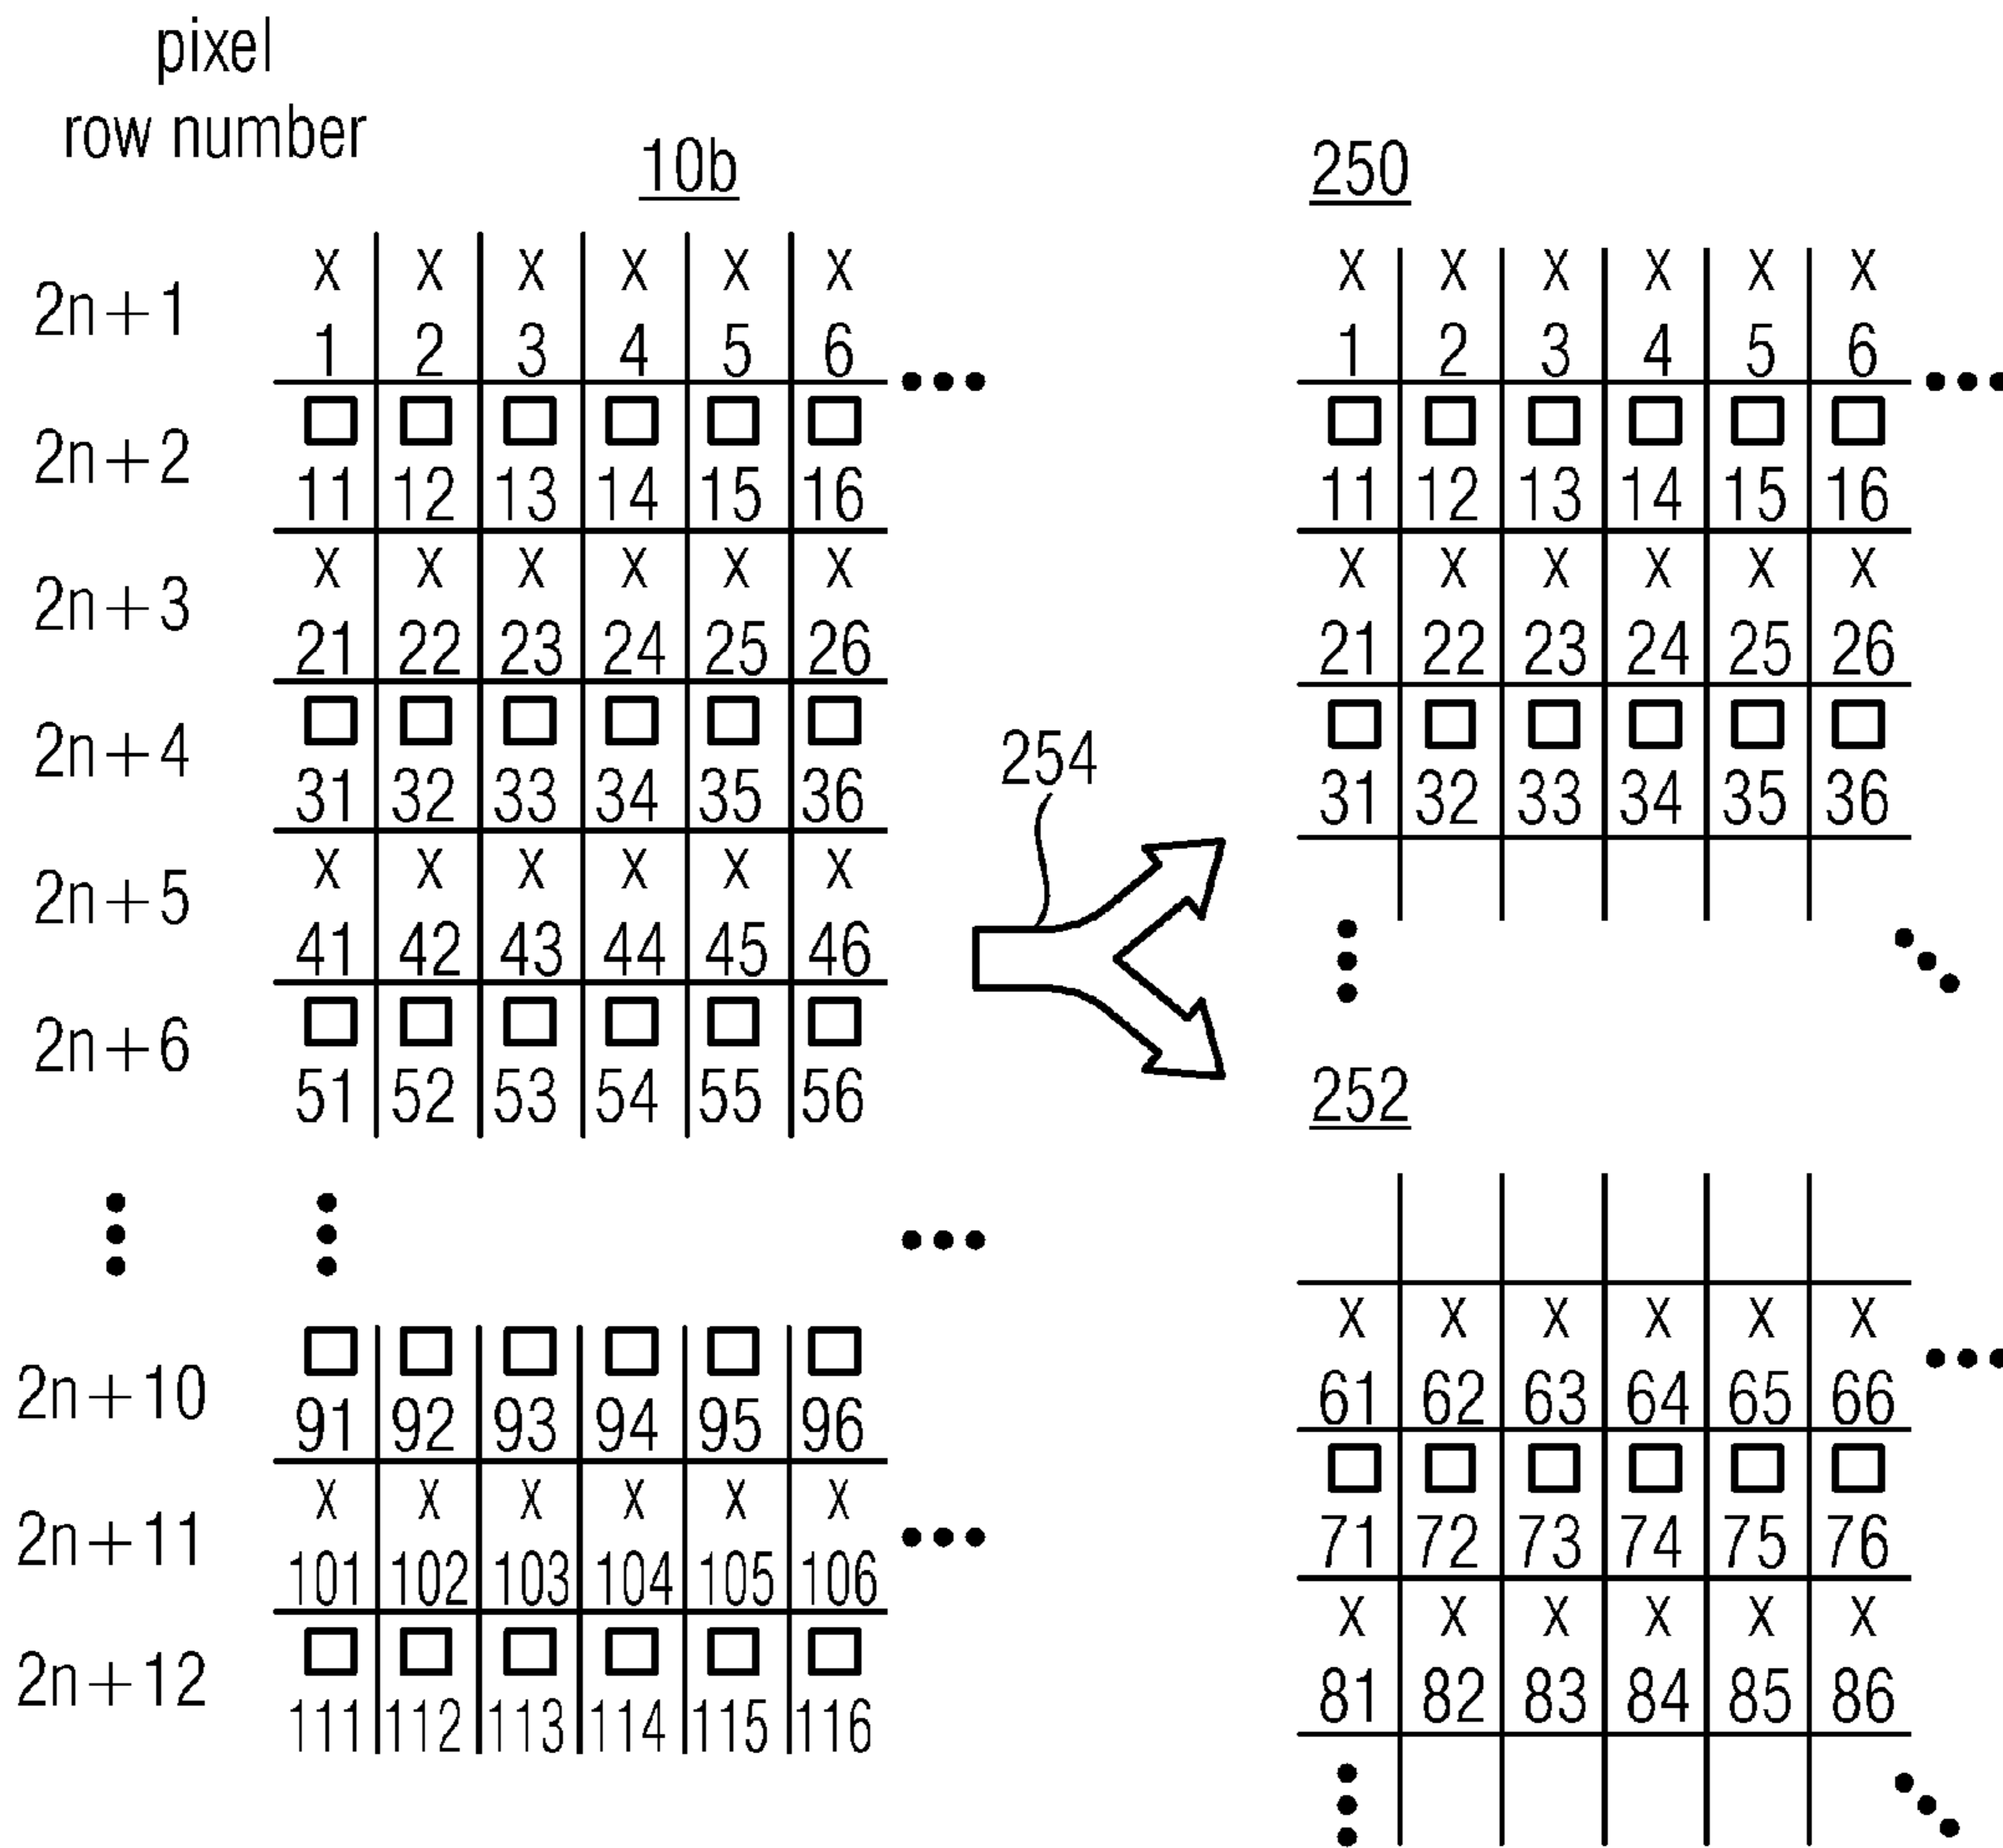 pixel
row number
10b
2n+1 x x x x x x
1 2 3 4 5 6
2n+2 11 12 13 14 15 16
2n+3 x x x x x x
21 22 23 24 25 26
2n+4 31 32 33 34 35 36
2n+5 x x x x x x
41 42 43 44 45 46
2n+6 51 52 53 54 55 56
2n+10 91 92 93 94 95 96
2n+11 x x x x x x
101 102 103 104 105 106
2n+12 111 112 113 114 115 116
254
250
x x x x x x
1 2 3 4 5 6
11 12 13 14 15 16
x x x x x x
21 22 23 24 25 26
31 32 33 34 35 36
252
x x x x x x
61 62 63 64 65 66
71 72 73 74 75 76
x x x x x x
81 82 83 84 85 86